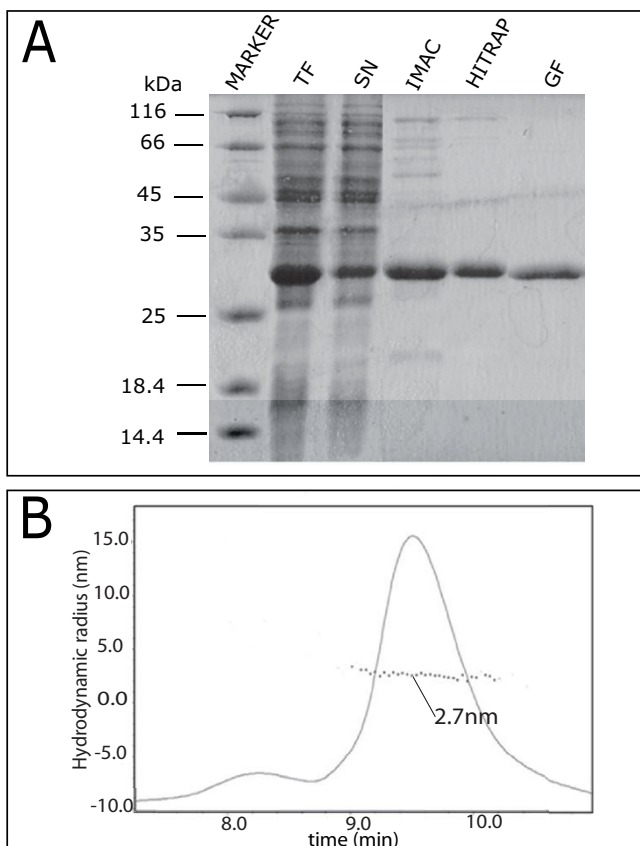 A
MARKER TF SN IMAC HITRAP GF
kDa
116
66
45
35
25
18.4
14.4
B
Hydrodynamic radius (nm)
15.0
10.0
5.0
0.0
-5.0
-10.0
2.7nm
8.0 9.0 10.0
time (min)